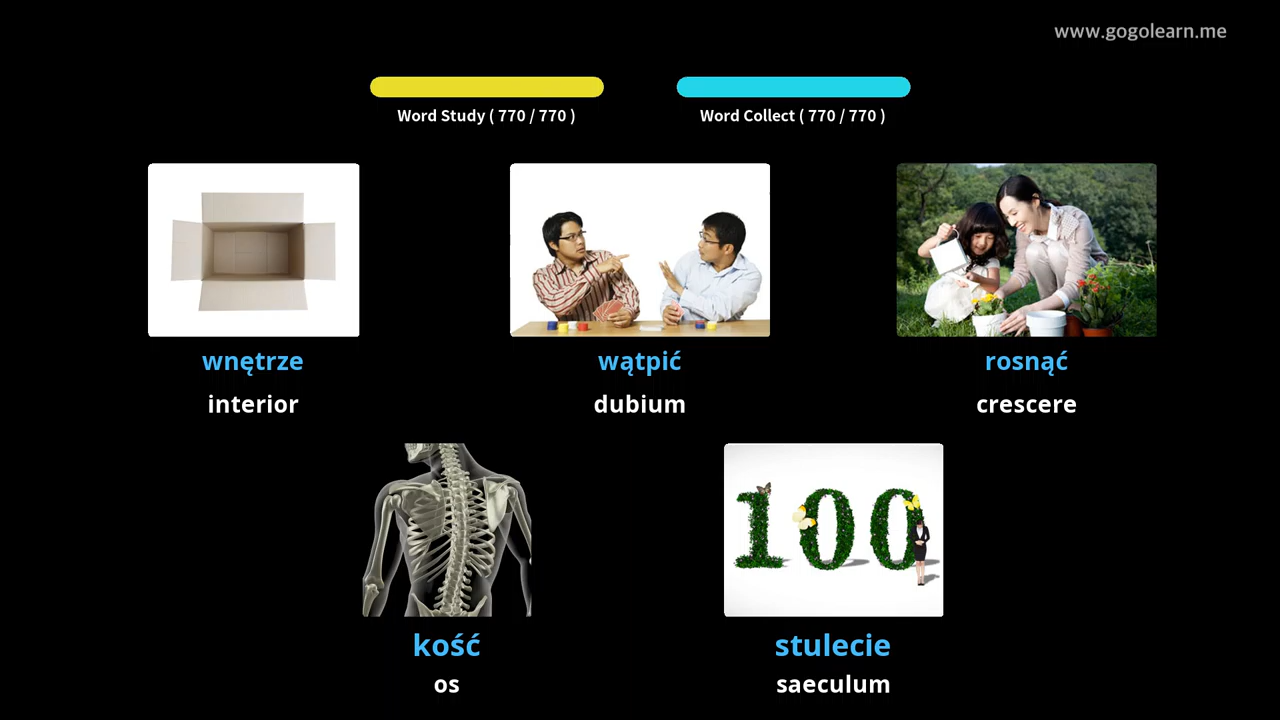 www.gogolearn.me
Word Study ( 770 / 770 )
Word Collect ( 770 / 770 )
wnętrze
wątpić
rosnąć
interior
dubium
crescere
100
kość
stulecie
os
saeculum